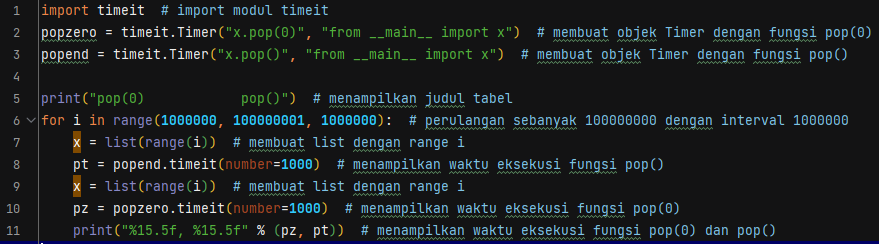 1 import timeit  # import modul timeit
2 popzero = timeit.Timer("x.pop(0)", "from __main__ import x")  # membuat objek Timer dengan fungsi pop(0)
3 popend = timeit.Timer("x.pop()", "from __main__ import x")  # membuat objek Timer dengan fungsi pop()
4
5 print("pop(0)            pop()")  # menampilkan judul tabel
6 for i in range(1000000, 100000001, 1000000):  # perulangan sebanyak 100000000 dengan interval 1000000
7     x = list(range(i))  # membuat list dengan range i
8     pt = popend.timeit(number=1000)  # menampilkan waktu eksekusi fungsi pop()
9     x = list(range(i))  # membuat list dengan range i
10     pz = popzero.timeit(number=1000)  # menampilkan waktu eksekusi fungsi pop(0)
11     print("%15.5f, %15.5f" % (pz, pt))  # menampilkan waktu eksekusi fungsi pop(0) dan pop()